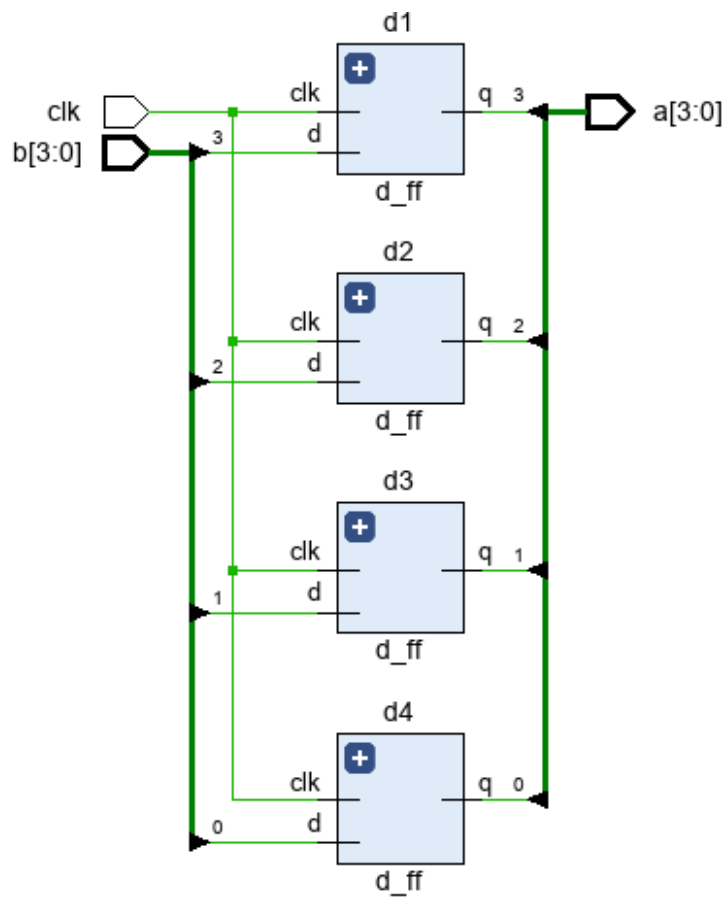 d1
clk
clk
q 3
a[3:0]
b[3:0]
3
d
d_ff
d2
clk
q 2
2
d
d_ff
d3
clk
q 1
1
d
d_ff
d4
clk
q 0
0
d
d_ff